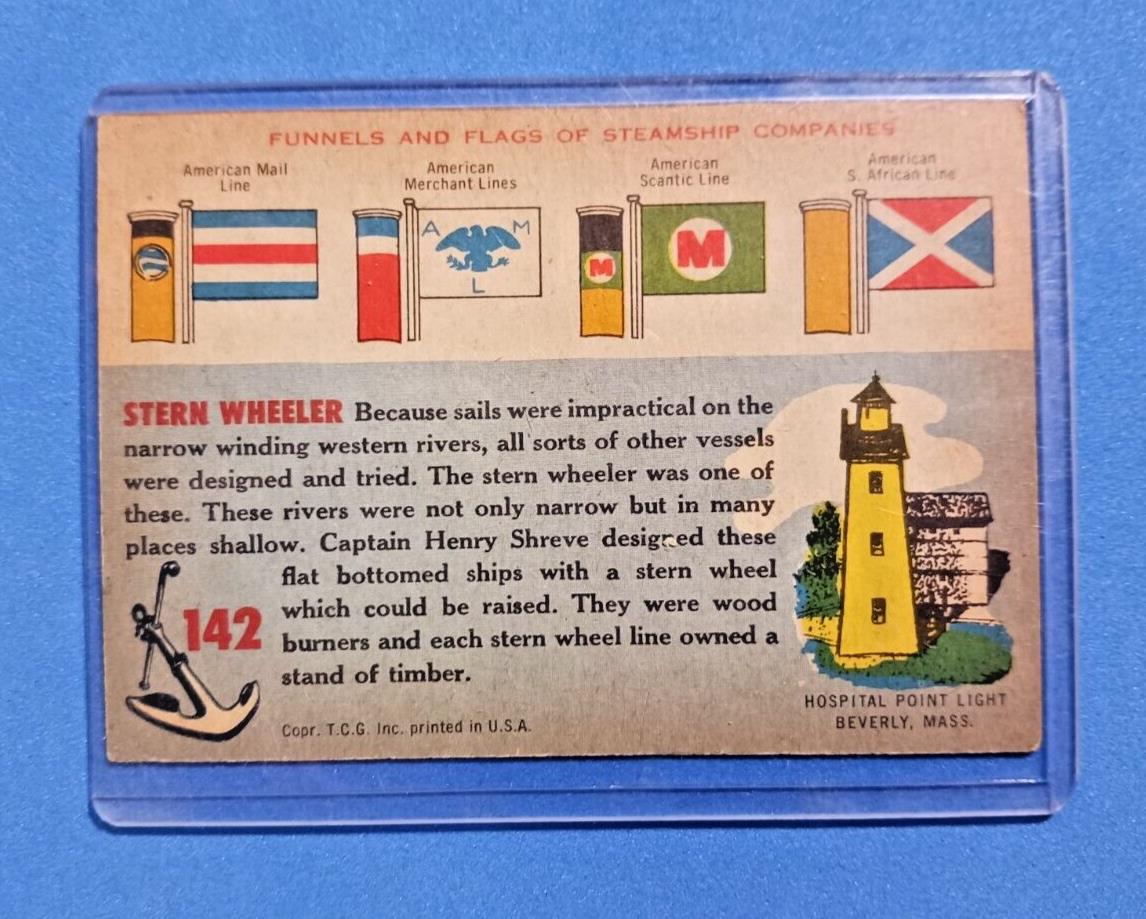 FUNNELS AND FLAGS OF STEAMSHIP COMPANIES
American Mail
Line
American
Merchant Lines
American
Scantic Line
American
S. African Line
A M
L
M
M
STERN WHEELER Because sails were impractical on the
narrow winding western rivers, all sorts of other vessels
were designed and tried. The stern wheeler was one of
these. These rivers were not only narrow but in many
places shallow. Captain Henry Shreve designed these
flat bottomed ships with a stern wheel
which could be raised. They were wood
burners and each stern wheel line owned a
stand of timber.
142
Copr. T.C.G. Inc. printed in U.S.A.
HOSPITAL POINT LIGHT
BEVERLY, MASS.